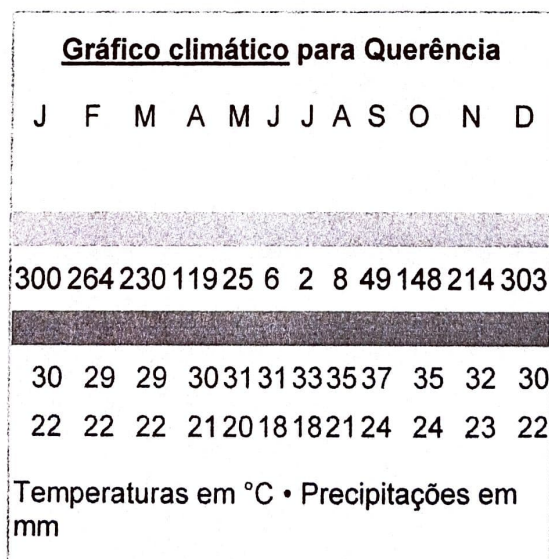 Gráfico climático para Querência
J F M A M J J A S O N D
300 264 230 119 25 6 2 8 49 148 214 303
30 29 29 30 31 31 33 35 37 35 32 30
22 22 22 21 20 18 18 21 24 24 23 22
Temperaturas em °C • Precipitações em
mm